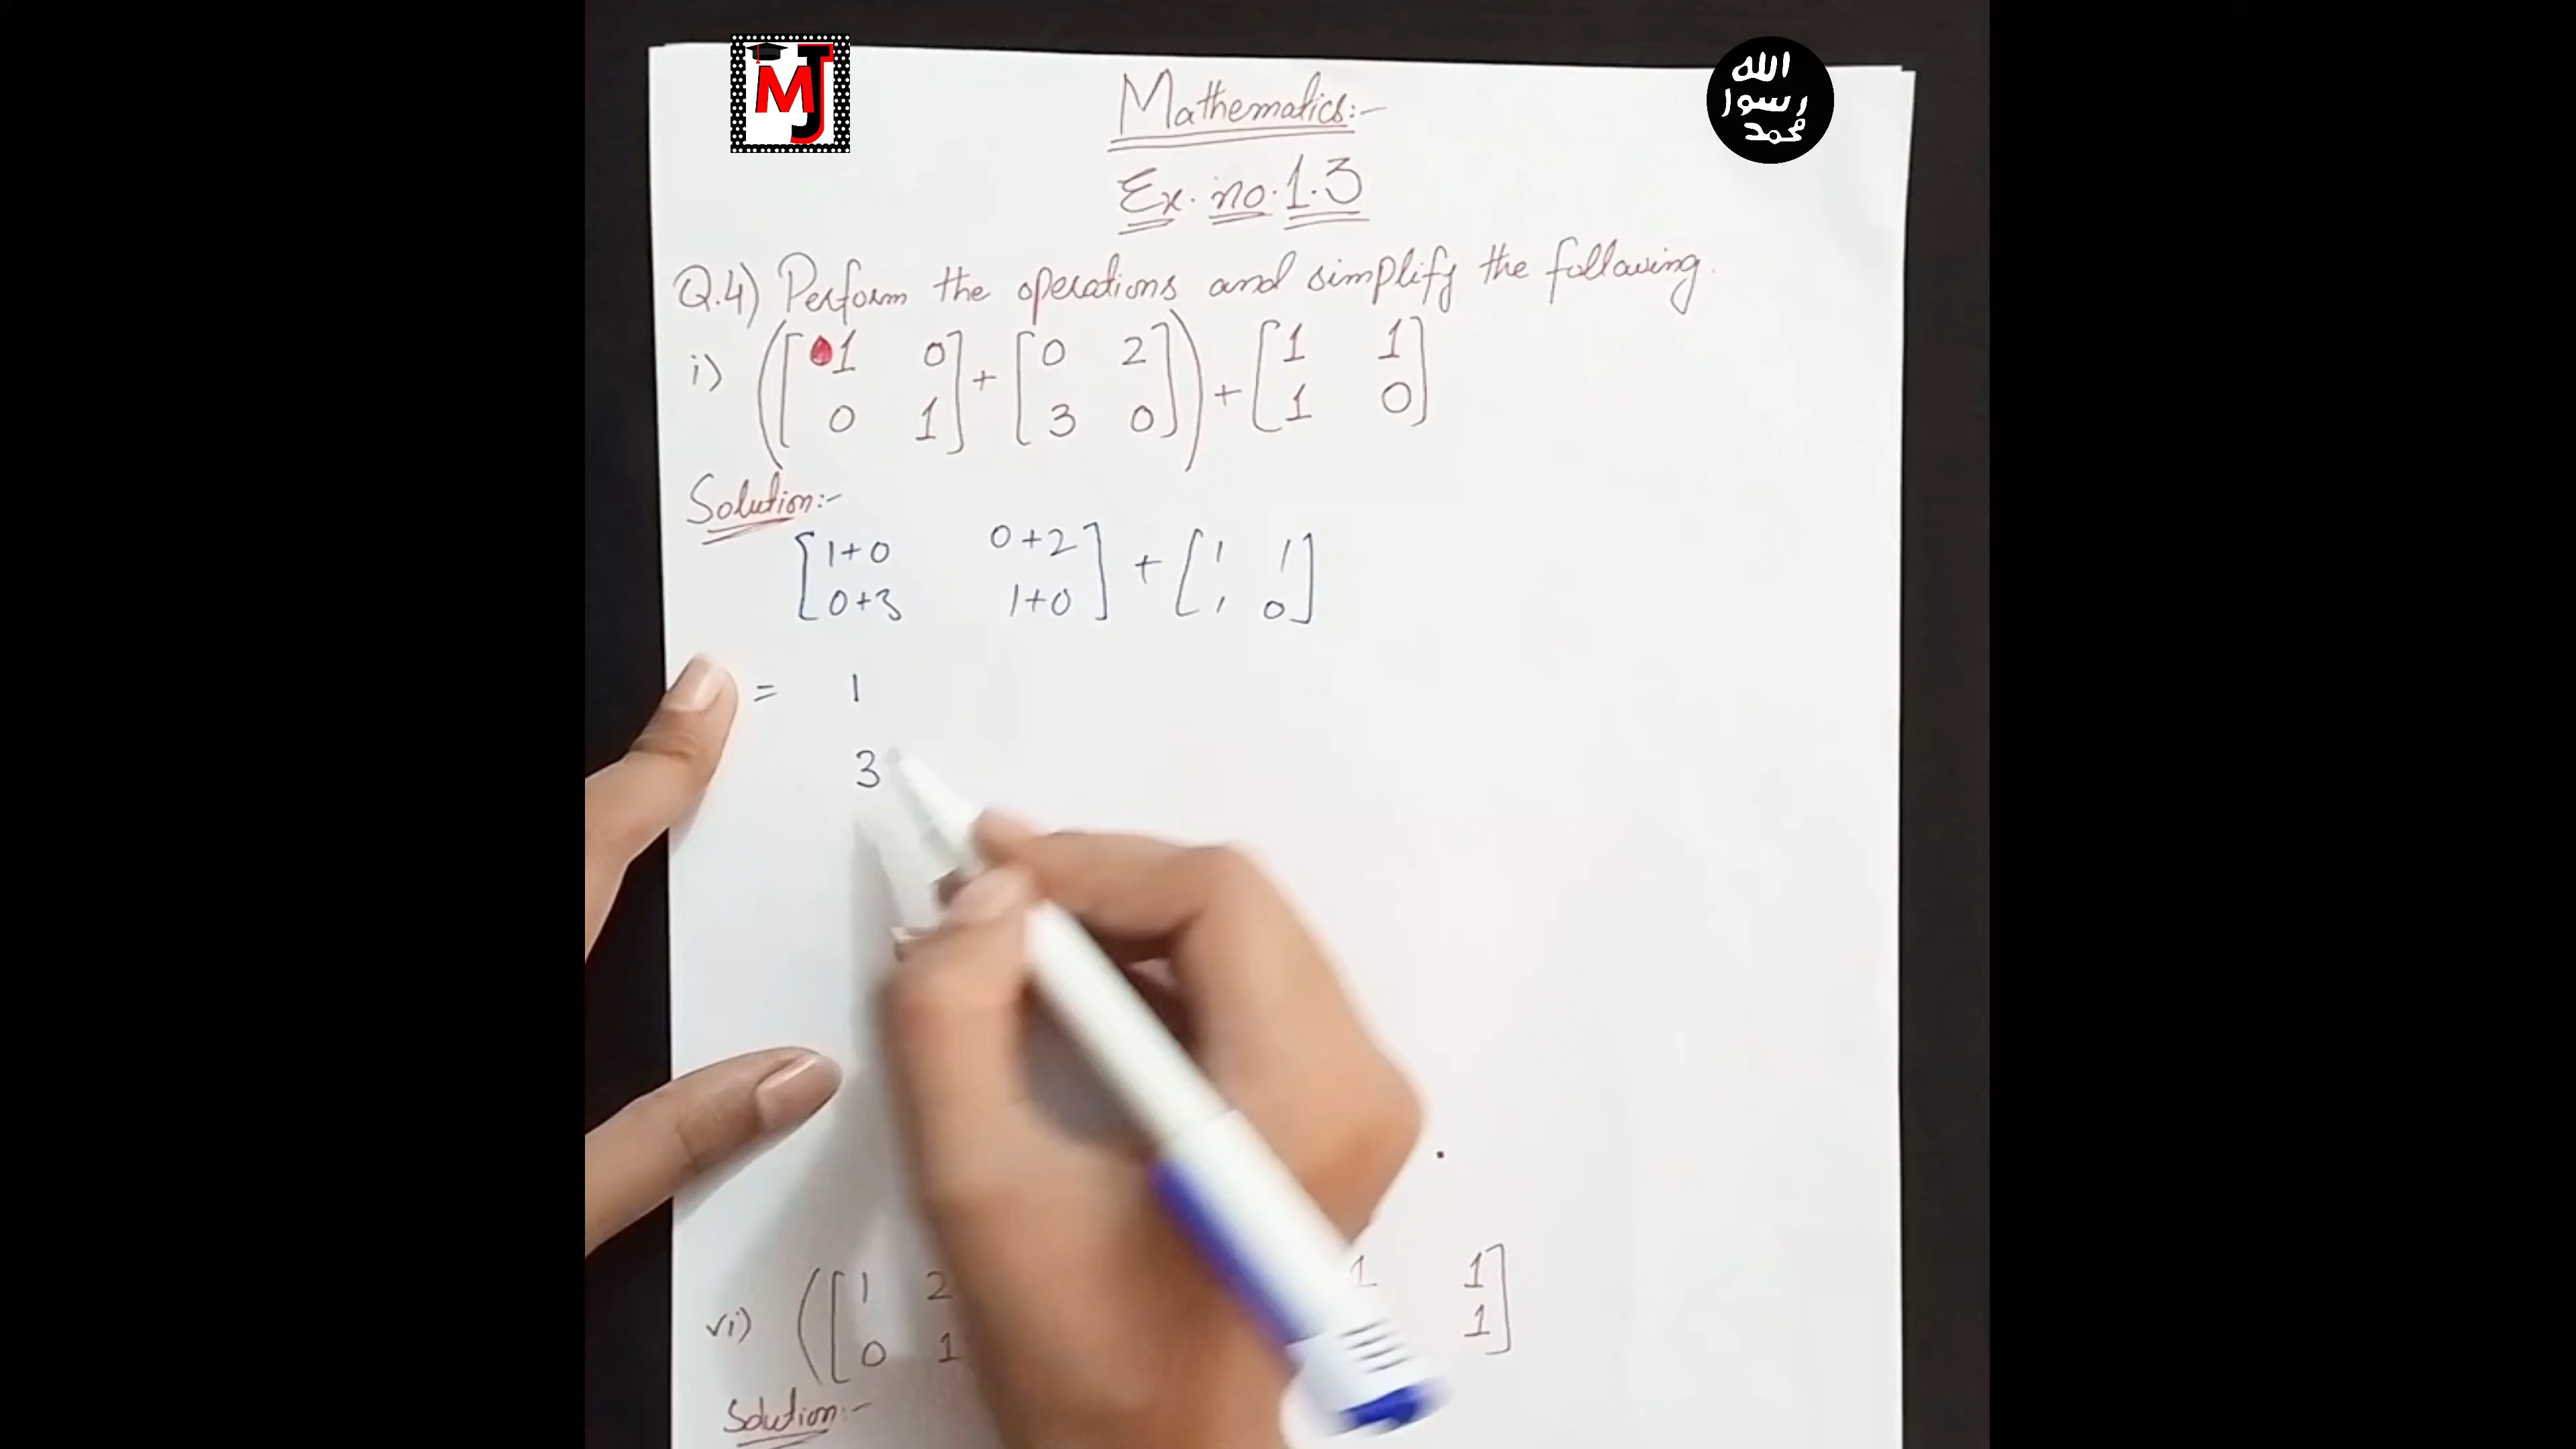 MJ
الله
رسول
محمد
Mathematics:-
Ex. no. 1.3
Q.4) Perform the operations and simplify the following.
i) ([1 0] + [0 2]) + [1 1]
[0 1] [3 0] [1 0]
Solution:-
[1+0 0+2] + [1 1]
[0+3 1+0] [1 0]
= 1
3
vi) ([1 2 1 1]
[0 1 1]
Solution:-